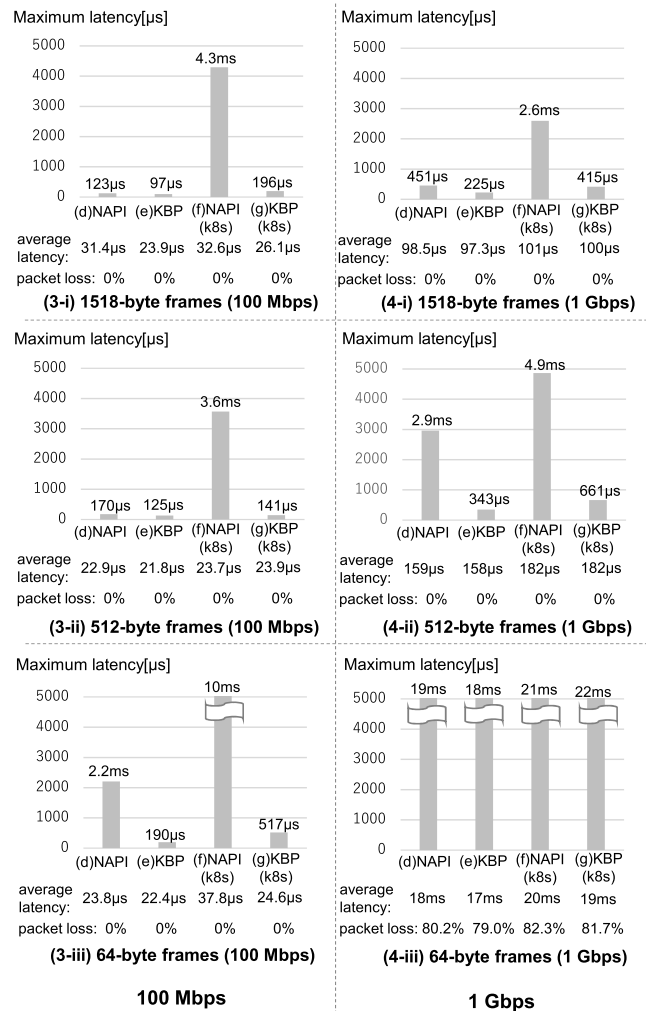 Maximum latency[µs]
5000
4000
3000
2000
1000
0
4.3ms
123µs
97µs
196µs
(d)NAPI
(e)KBP
(f)NAPI
(k8s)
(g)KBP
(k8s)
average
latency:
31.4µs
23.9µs
32.6µs
26.1µs
packet loss:
0%
0%
0%
0%
(3-i) 1518-byte frames (100 Mbps)
Maximum latency[µs]
5000
4000
3000
2000
1000
0
2.6ms
451µs
225µs
415µs
(d)NAPI
(e)KBP
(f)NAPI
(k8s)
(g)KBP
(k8s)
average
latency:
98.5µs
97.3µs
101µs
100µs
packet loss:
0%
0%
0%
0%
(4-i) 1518-byte frames (1 Gbps)
Maximum latency[µs]
5000
4000
3000
2000
1000
0
3.6ms
170µs
125µs
141µs
(d)NAPI
(e)KBP
(f)NAPI
(k8s)
(g)KBP
(k8s)
average
latency:
22.9µs
21.8µs
23.7µs
23.9µs
packet loss:
0%
0%
0%
0%
(3-ii) 512-byte frames (100 Mbps)
Maximum latency[µs]
5000
4000
3000
2000
1000
0
4.9ms
2.9ms
343µs
661µs
(d)NAPI
(e)KBP
(f)NAPI
(k8s)
(g)KBP
(k8s)
average
latency:
159µs
158µs
182µs
182µs
packet loss:
0%
0%
0%
0%
(4-ii) 512-byte frames (1 Gbps)
Maximum latency[µs]
5000
4000
3000
2000
1000
0
10ms
2.2ms
190µs
517µs
(d)NAPI
(e)KBP
(f)NAPI
(k8s)
(g)KBP
(k8s)
average
latency:
23.8µs
22.4µs
37.8µs
24.6µs
packet loss:
0%
0%
0%
0%
(3-iii) 64-byte frames (100 Mbps)
Maximum latency[µs]
5000
4000
3000
2000
1000
0
19ms
18ms
21ms
22ms
(d)NAPI
(e)KBP
(f)NAPI
(k8s)
(g)KBP
(k8s)
average
latency:
18ms
17ms
20ms
19ms
packet loss:
80.2%
79.0%
82.3%
81.7%
(4-iii) 64-byte frames (1 Gbps)
100 Mbps
1 Gbps